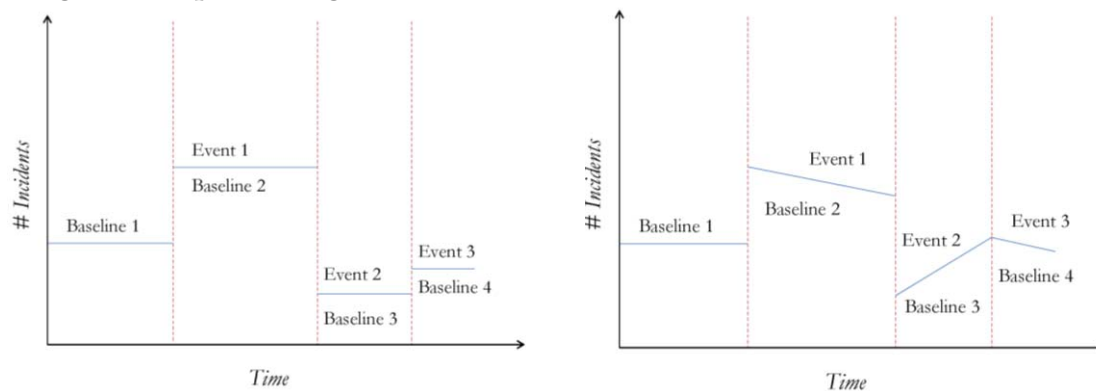 Event 1
Baseline 2
Baseline 1
Event 3
Event 2
Baseline 4
Baseline 3
# Incidents
Time
Event 1
Baseline 2
Baseline 1
Event 3
Event 2
Baseline 4
Baseline 3
# Incidents
Time